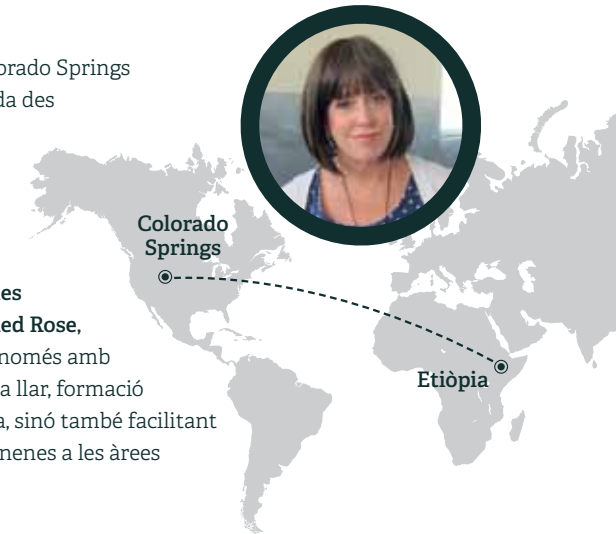 orado Springs
da des
Colorado
Springs
es
ed Rose,
només amb
a llar, formació
a, sinó també facilitant
nenes a les àrees
Etiòpia